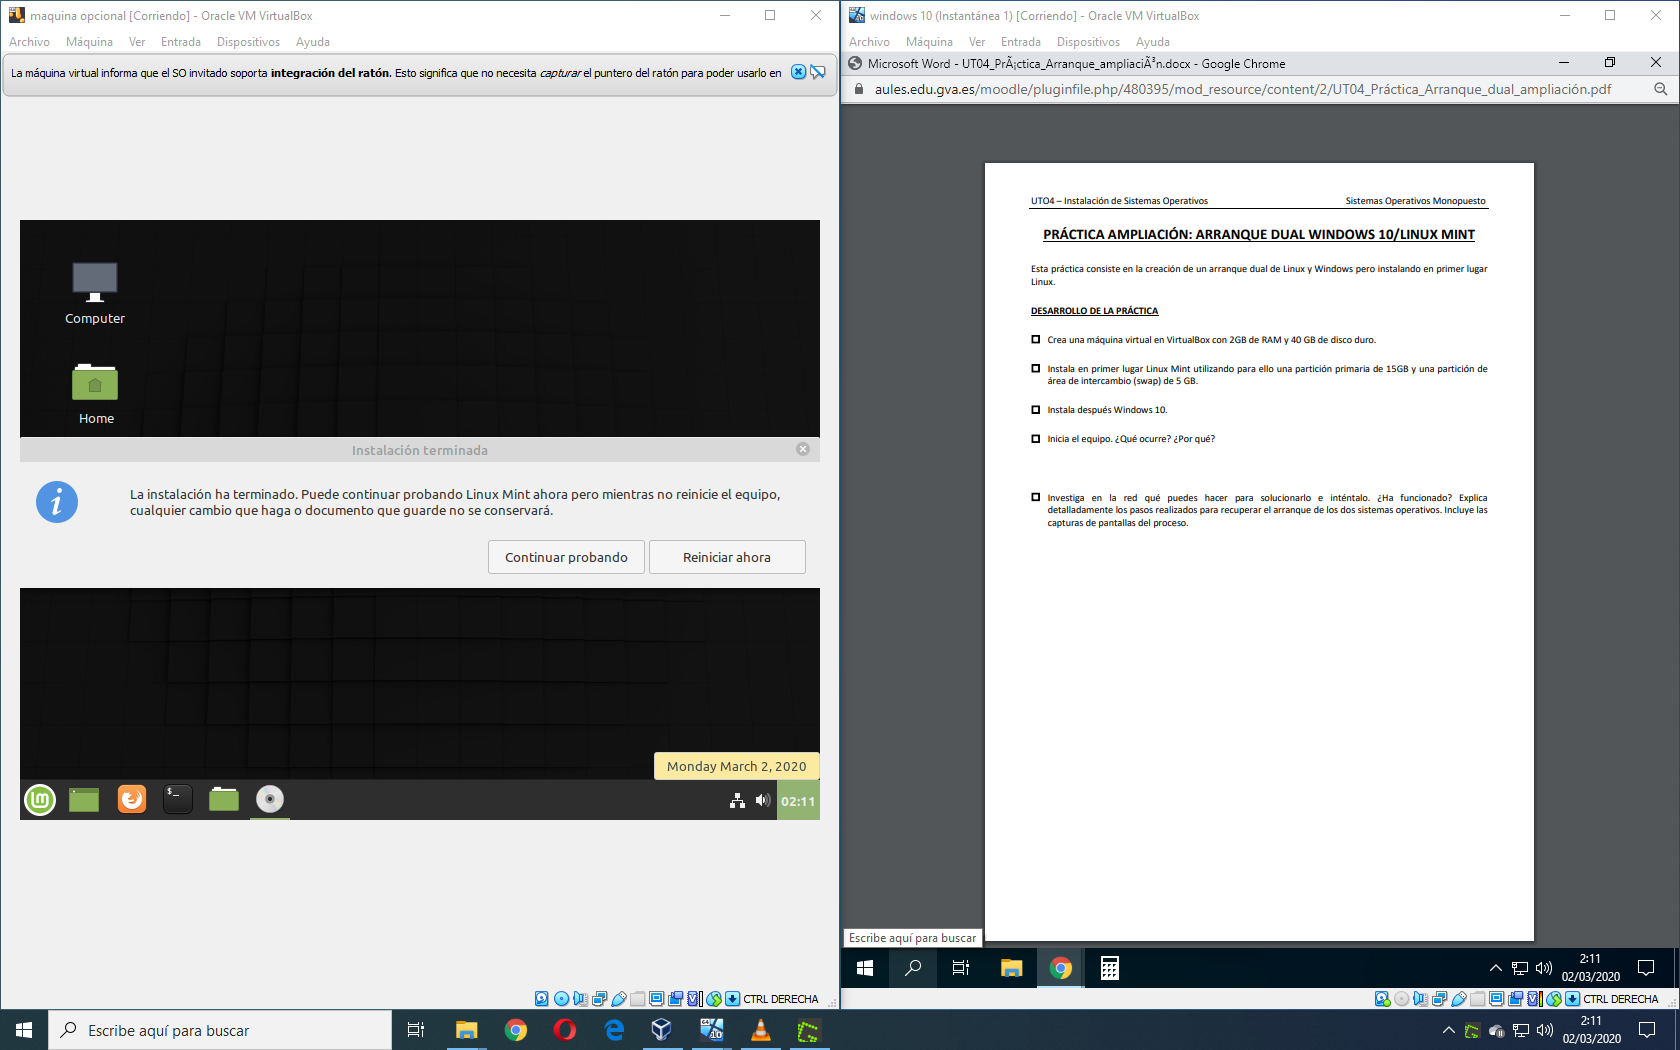 maquina opcional [Corriendo] - Oracle VM VirtualBox
Archivo Máquina Ver Entrada Dispositivos Ayuda
La máquina virtual informa que el SO invitado soporta integración del ratón. Esto significa que no necesita capturar el puntero del ratón para poder usarlo en
Computer
Home
Instalación terminada
La instalación ha terminado. Puede continuar probando Linux Mint ahora pero mientras no reinicie el equipo,
cualquier cambio que haga o documento que guarde no se conservará.
Continuar probando
Reiniciar ahora
Monday March 2, 2020
02:11
CTRL DERECHA
windows 10 (Instantánea 1) [Corriendo] - Oracle VM VirtualBox
Archivo Máquina Ver Entrada Dispositivos Ayuda
Microsoft Word - UT04_PrÃ¡ctica_Arranque_ampliaciÃ³n.docx - Google Chrome
aules.edu.gva.es/moodle/pluginfile.php/480395/mod_resource/content/2/UT04_Práctica_Arranque_dual_ampliación.pdf
UTO4 – Instalación de Sistemas Operativos Sistemas Operativos Monopuesto
PRÁCTICA AMPLIACIÓN: ARRANQUE DUAL WINDOWS 10/LINUX MINT
Esta práctica consiste en la creación de un arranque dual de Linux y Windows pero instalando en primer lugar
Linux.
DESARROLLO DE LA PRÁCTICA
Crea una máquina virtual en VirtualBox con 2GB de RAM y 40 GB de disco duro.
Instala en primer lugar Linux Mint utilizando para ello una partición primaria de 15GB y una partición de
área de intercambio (swap) de 5 GB.
Instala después Windows 10.
Inicia el equipo. ¿Qué ocurre? ¿Por qué?
Investiga en la red qué puedes hacer para solucionarlo e inténtalo. ¿Ha funcionado? Explica
detalladamente los pasos realizados para recuperar el arranque de los dos sistemas operativos. Incluye las
capturas de pantallas del proceso.
Escribe aquí para buscar
2:11
02/03/2020
CTRL DERECHA
Escribe aquí para buscar
2:11
02/03/2020